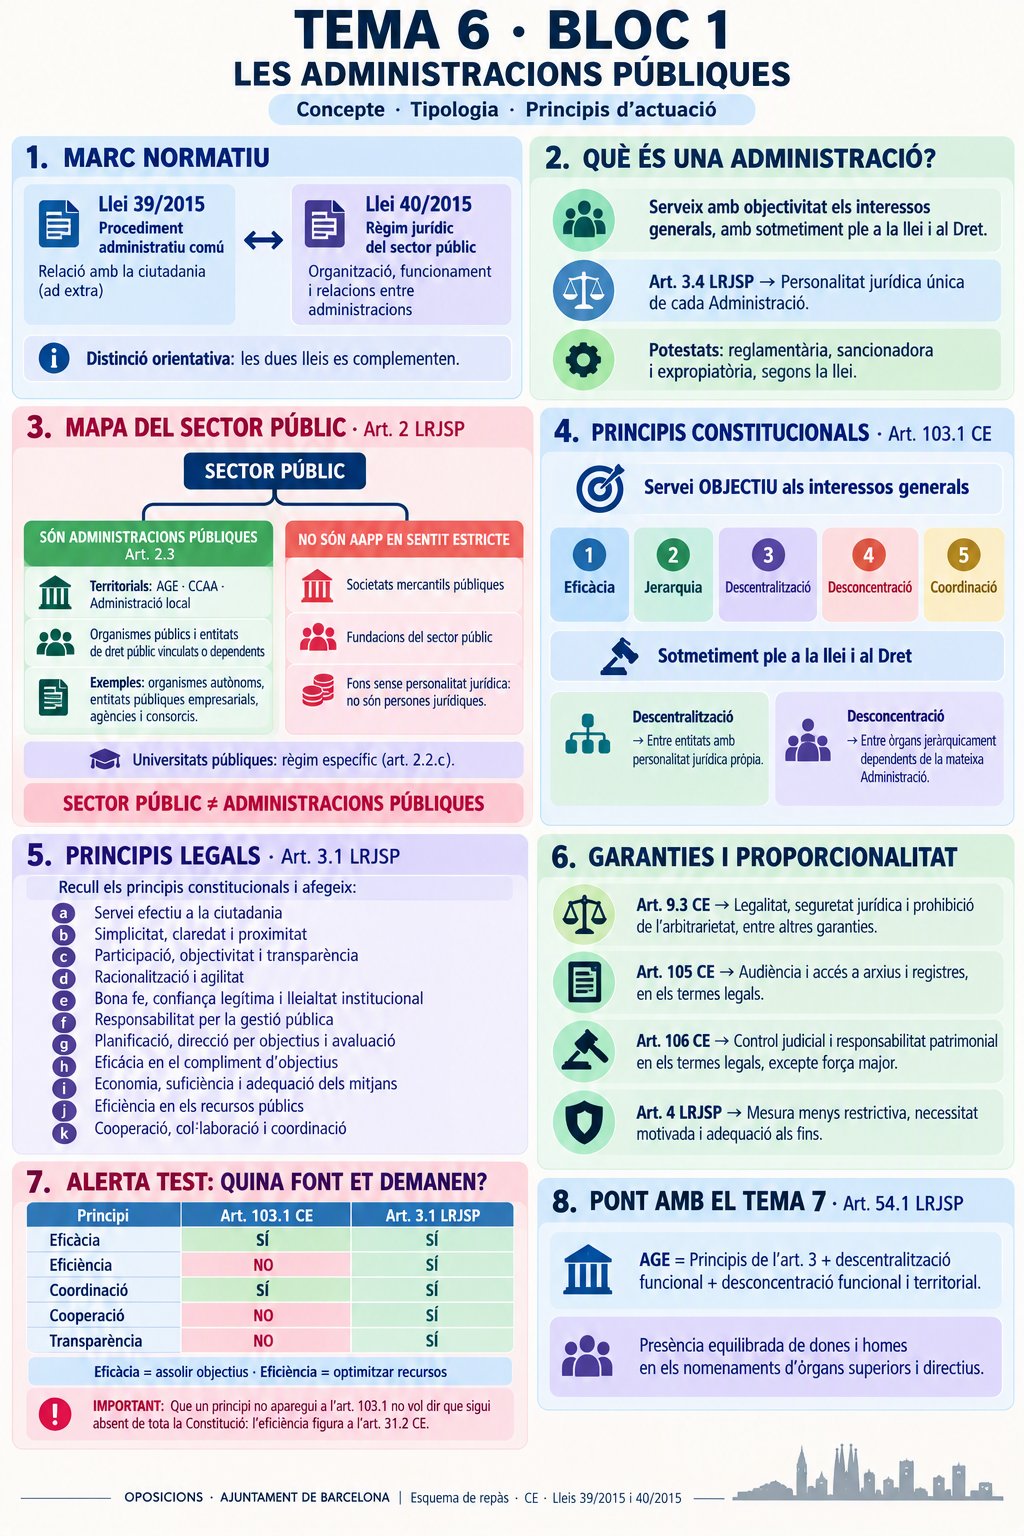 TEMA 6 · BLOC 1
LES ADMINISTRACIONS PÚBLIQUES
Concepte · Tipologia · Principis d'actuació
1. MARC NORMATIU
Llei 39/2015
Procediment
administratiu comú
Relació amb la ciutadania
(ad extra)
Llei 40/2015
Règim jurídic
del sector públic
Organització, funcionament
i relacions entre
administracions
Distinció orientativa: les dues lleis es complementen.
2. QUÈ ÉS UNA ADMINISTRACIÓ?
Serveix amb objectivitat els interessos
generals, amb sotmetiment ple a la llei i al Dret.
Art. 3.4 LRJSP → Personalitat jurídica única
de cada Administració.
Potestats: reglamentària, sancionadora
i expropiatòria, segons la llei.
3. MAPA DEL SECTOR PÚBLIC · Art. 2 LRJSP
SECTOR PÚBLIC
SÓN ADMINISTRACIONS PÚBLIQUES
Art. 2.3
Territorials: AGE · CCAA ·
Administració local
Organismes públics i entitats
de dret públic vinculats o dependents
Exemples: organismes autònoms,
entitats públiques empresarials,
agències i consorcis.
NO SÓN AAPP EN SENTIT ESTRICTE
Societats mercantils públiques
Fundacions del sector públic
Fons sense personalitat jurídica:
no són persones jurídiques.
Universitats públiques: règim específic (art. 2.2.c).
SECTOR PÚBLIC ≠ ADMINISTRACIONS PÚBLIQUES
4. PRINCIPIS CONSTITUCIONALS · Art. 103.1 CE
Servei OBJECTIU als interessos generals
1
Eficàcia
2
Jerarquia
3
Descentralització
4
Desconcentració
5
Coordinació
Sotmetiment ple a la llei i al Dret
Descentralització
→ Entre entitats amb
personalitat jurídica pròpia.
Desconcentració
→ Entre òrgans jeràrquicament
dependents de la mateixa
Administració.
5. PRINCIPIS LEGALS · Art. 3.1 LRJSP
Recull els principis constitucionals i afegeix:
a Servei efectiu a la ciutadania
b Simplicitat, claredat i proximitat
c Participació, objectivitat i transparència
d Racionalització i agilitat
e Bona fe, confiança legítima i lleialtat institucional
f Responsabilitat per la gestió pública
g Planificació, direcció per objectius i avaluació
h Eficácia en el compliment d'objectius
i Economia, suficiència i adequació dels mitjans
j Eficiència en els recursos públics
k Cooperació, col·laboració i coordinació
6. GARANTIES I PROPORCIONALITAT
Art. 9.3 CE → Legalitat, seguretat jurídica i prohibició
de l'arbitrarietat, entre altres garanties.
Art. 105 CE → Audiència i accés a arxius i registres,
en els termes legals.
Art. 106 CE → Control judicial i responsabilitat patrimonial
en els termes legals, excepte força major.
Art. 4 LRJSP → Mesura menys restrictiva, necessitat
motivada i adequació als fins.
7. ALERTA TEST: QUINA FONT ET DEMANEN?
Principi Art. 103.1 CE Art. 3.1 LRJSP
Eficàcia SÍ SÍ
Eficiència NO SÍ
Coordinació SÍ SÍ
Cooperació NO SÍ
Transparència NO SÍ
Eficàcia = assolir objectius · Eficiència = optimitzar recursos
IMPORTANT: Que un principi no aparegui a l'art. 103.1 no vol dir que sigui
absent de tota la Constitució: l'eficiència figura a l'art. 31.2 CE.
8. PONT AMB EL TEMA 7 · Art. 54.1 LRJSP
AGE = Principis de l'art. 3 + descentralització
funcional + desconcentració funcional i territorial.
Presència equilibrada de dones i homes
en els nomenaments d'òrgans superiors i directius.
OPOSICIONS · AJUNTAMENT DE BARCELONA | Esquema de repàs · CE · Lleis 39/2015 i 40/2015